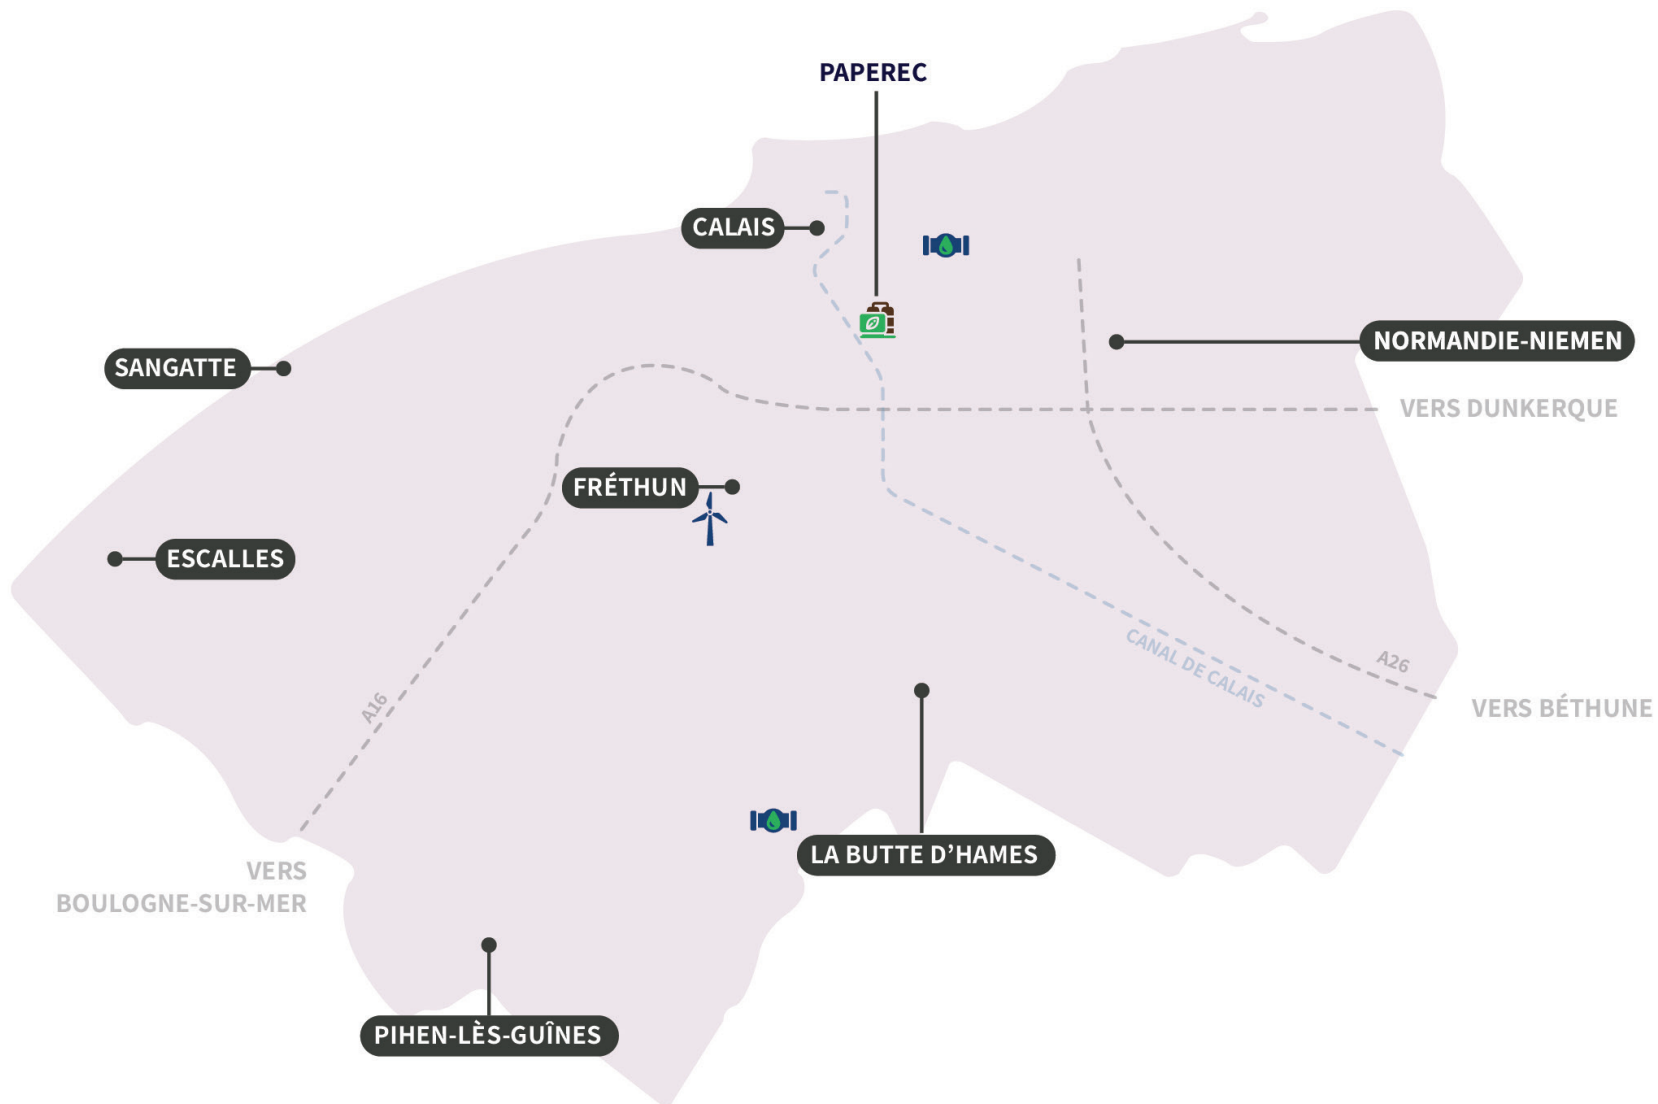 PAPEREC
CALAIS
NORMANDIE-NIEMEN
SANGATTE
VERS DUNKERQUE
FRÉTHUN
ESCALLES
CANAL DE CALAIS
A26
A16
VERS BÉTHUNE
LA BUTTE D’HAMES
VERS
BOULOGNE-SUR-MER
PIHEN-LÈS-GUÎNES